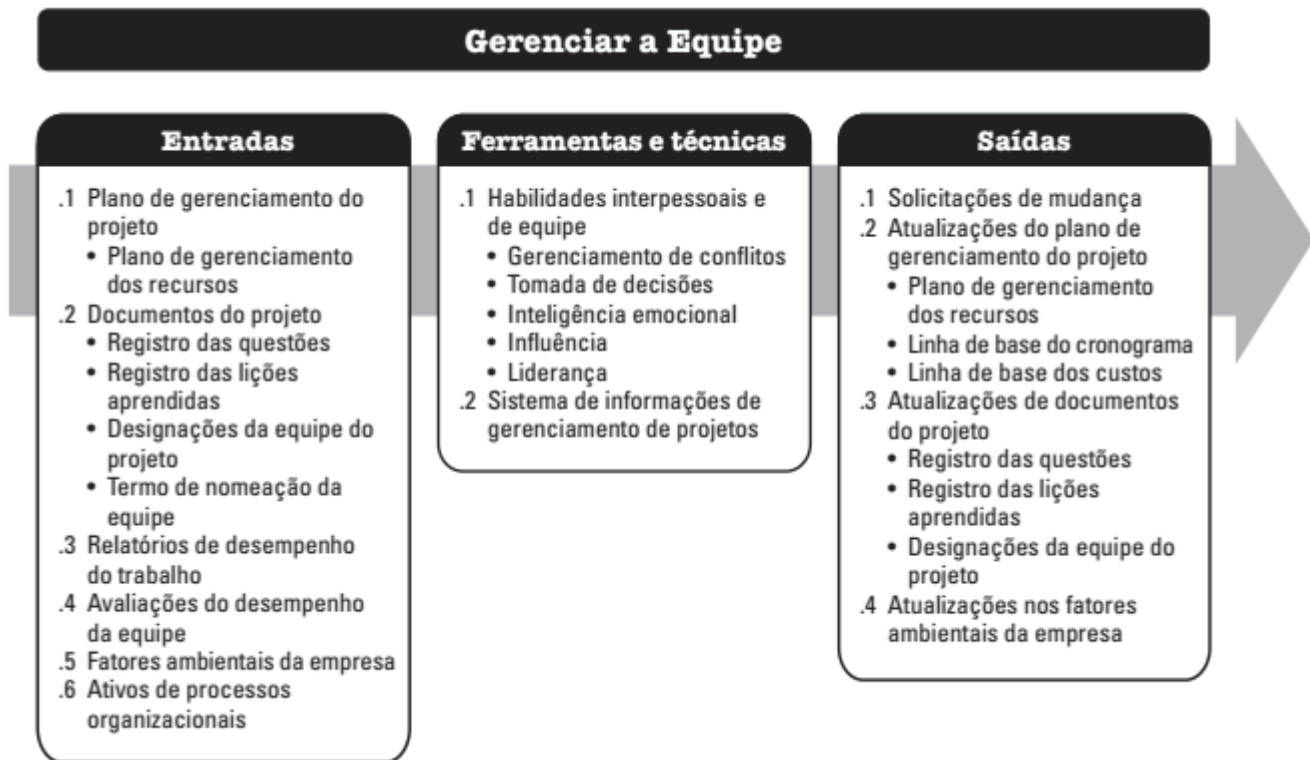 Gerenciar a Equipe
Entradas
.1 Plano de gerenciamento do
projeto
• Plano de gerenciamento
dos recursos
.2 Documentos do projeto
• Registro das questões
• Registro das lições
aprendidas
• Designações da equipe do
projeto
• Termo de nomeação da
equipe
.3 Relatórios de desempenho
do trabalho
.4 Avaliações do desempenho
da equipe
.5 Fatores ambientais da empresa
.6 Ativos de processos
organizacionais
Ferramentas e técnicas
.1 Habilidades interpessoais e
de equipe
• Gerenciamento de conflitos
• Tomada de decisões
• Inteligência emocional
• Influência
• Liderança
.2 Sistema de informações de
gerenciamento de projetos
Saídas
.1 Solicitações de mudança
.2 Atualizações do plano de
gerenciamento do projeto
• Plano de gerenciamento
dos recursos
• Linha de base do cronograma
• Linha de base dos custos
.3 Atualizações de documentos
do projeto
• Registro das questões
• Registro das lições
aprendidas
• Designações da equipe do
projeto
.4 Atualizações nos fatores
ambientais da empresa